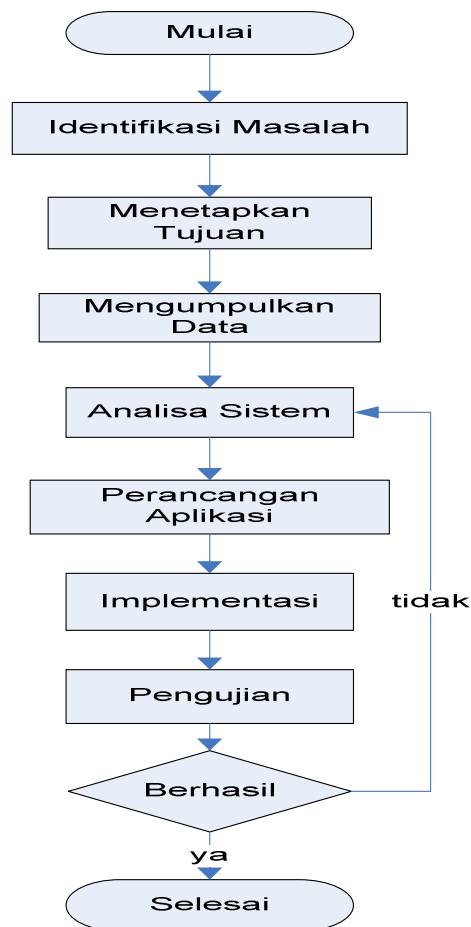 Mulai
Identifikasi Masalah
Menetapkan
Tujuan
Mengumpulkan
Data
Analisa Sistem
Perancangan
Aplikasi
Implementasi
tidak
Pengujian
Berhasil
ya
Selesai